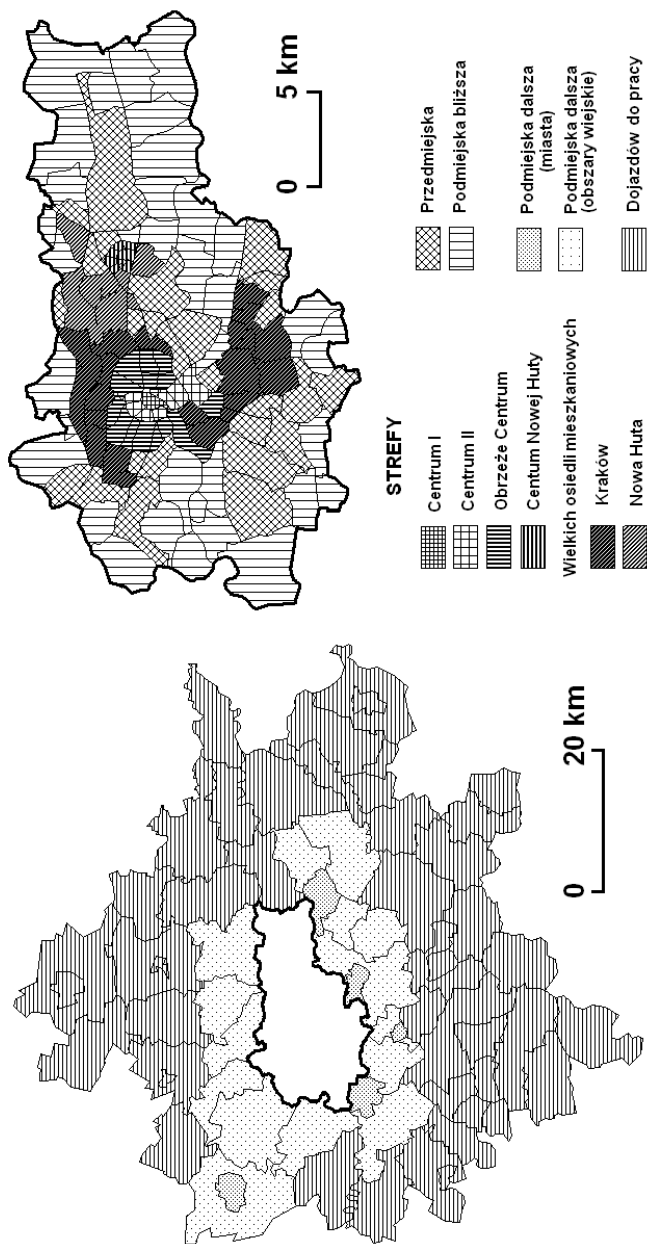 0 20 km
0 5 km
STREFY
Centrum I
Centrum II
Obrzeże Centrum
Centum Nowej Huty
Wielkich osiedli mieszkaniowych
Kraków
Nowa Huta
Przedmiejska
Podmiejska bliższa
Podmiejska dalsza
(miasta)
Podmiejska dalsza
(obszary wiejskie)
Dojazdów do pracy